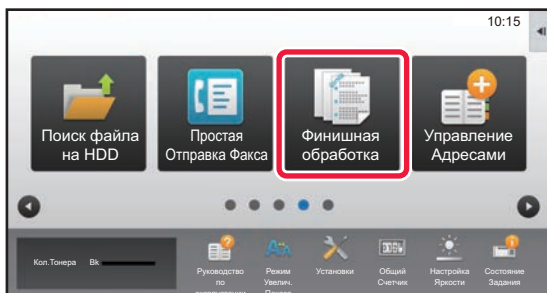 10:15
Поиск файла
на HDD
Простая
Отправка Факса
Финишная
обработка
Управление
Адресами
Кол.Тонера Bk
Руководство
по
Режим
Увелич.
Установки
Общий
Счетчик
Настройка
Яркости
Состояние
Задания